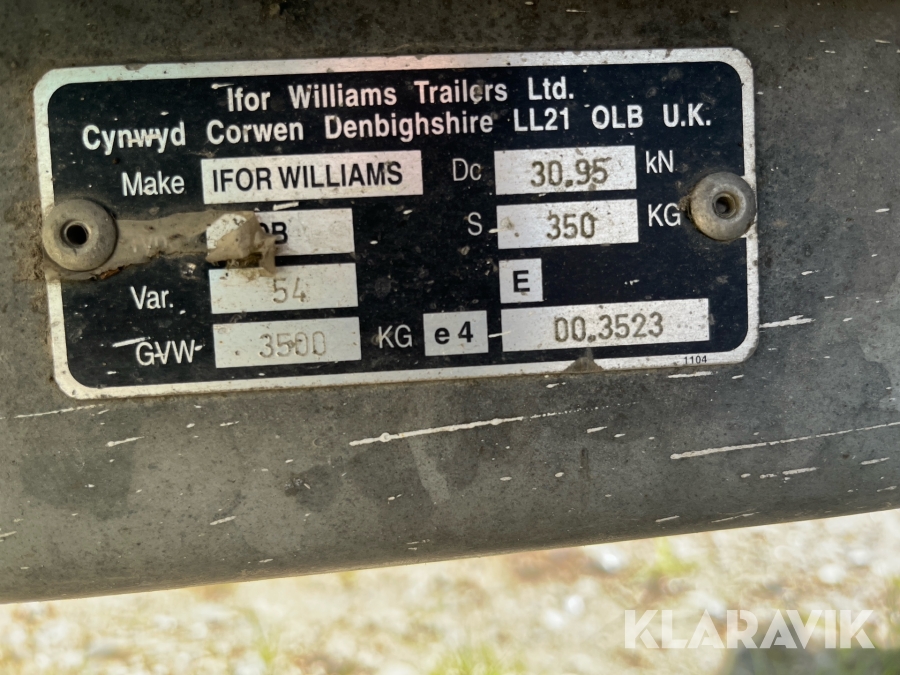 Ifor Williams Trailers Ltd.
Cynwyd Corwen Denbighshire LL21 OLB U.K.
Make IFOR WILLIAMS Dc 30.95 kN
S 350 KG
Var. 54 E
GVW 3500 KG e4 00.3523
1104
KLARAVIK